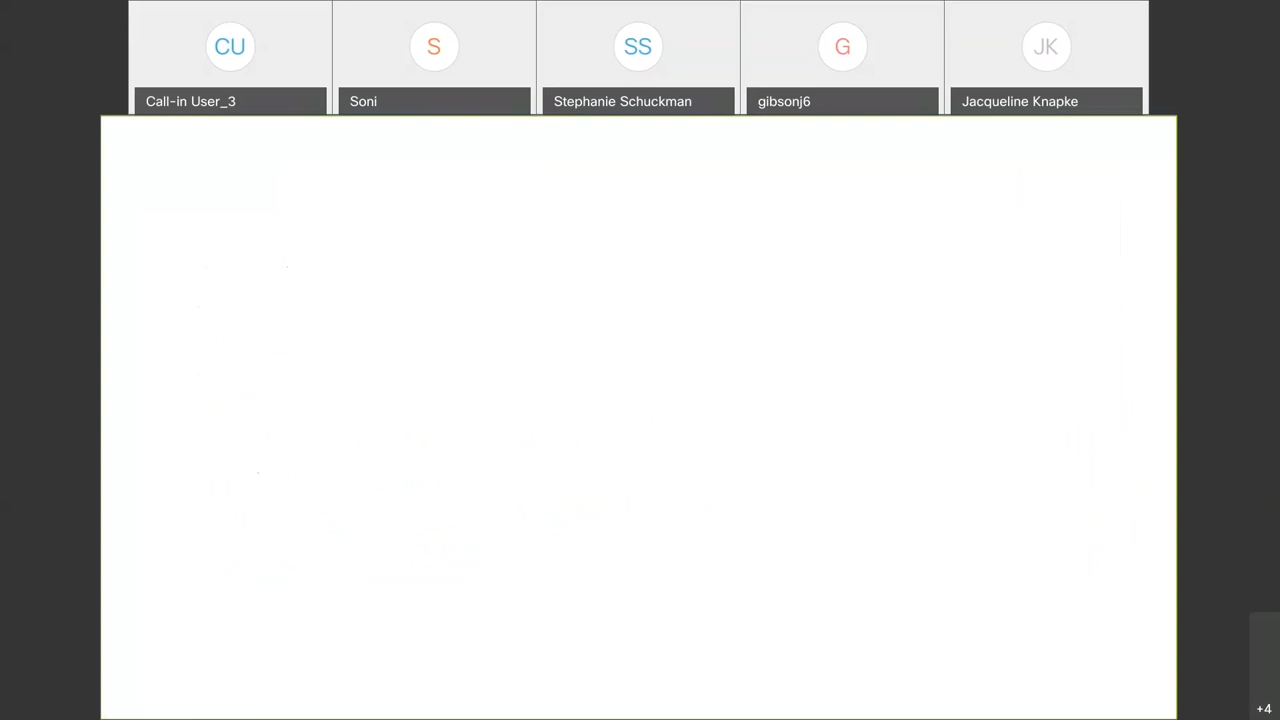 CU
S
SS
G
JK
Call-in User_3
Soni
Stephanie Schuckman
gibsonj6
Jacqueline Knapke
+4